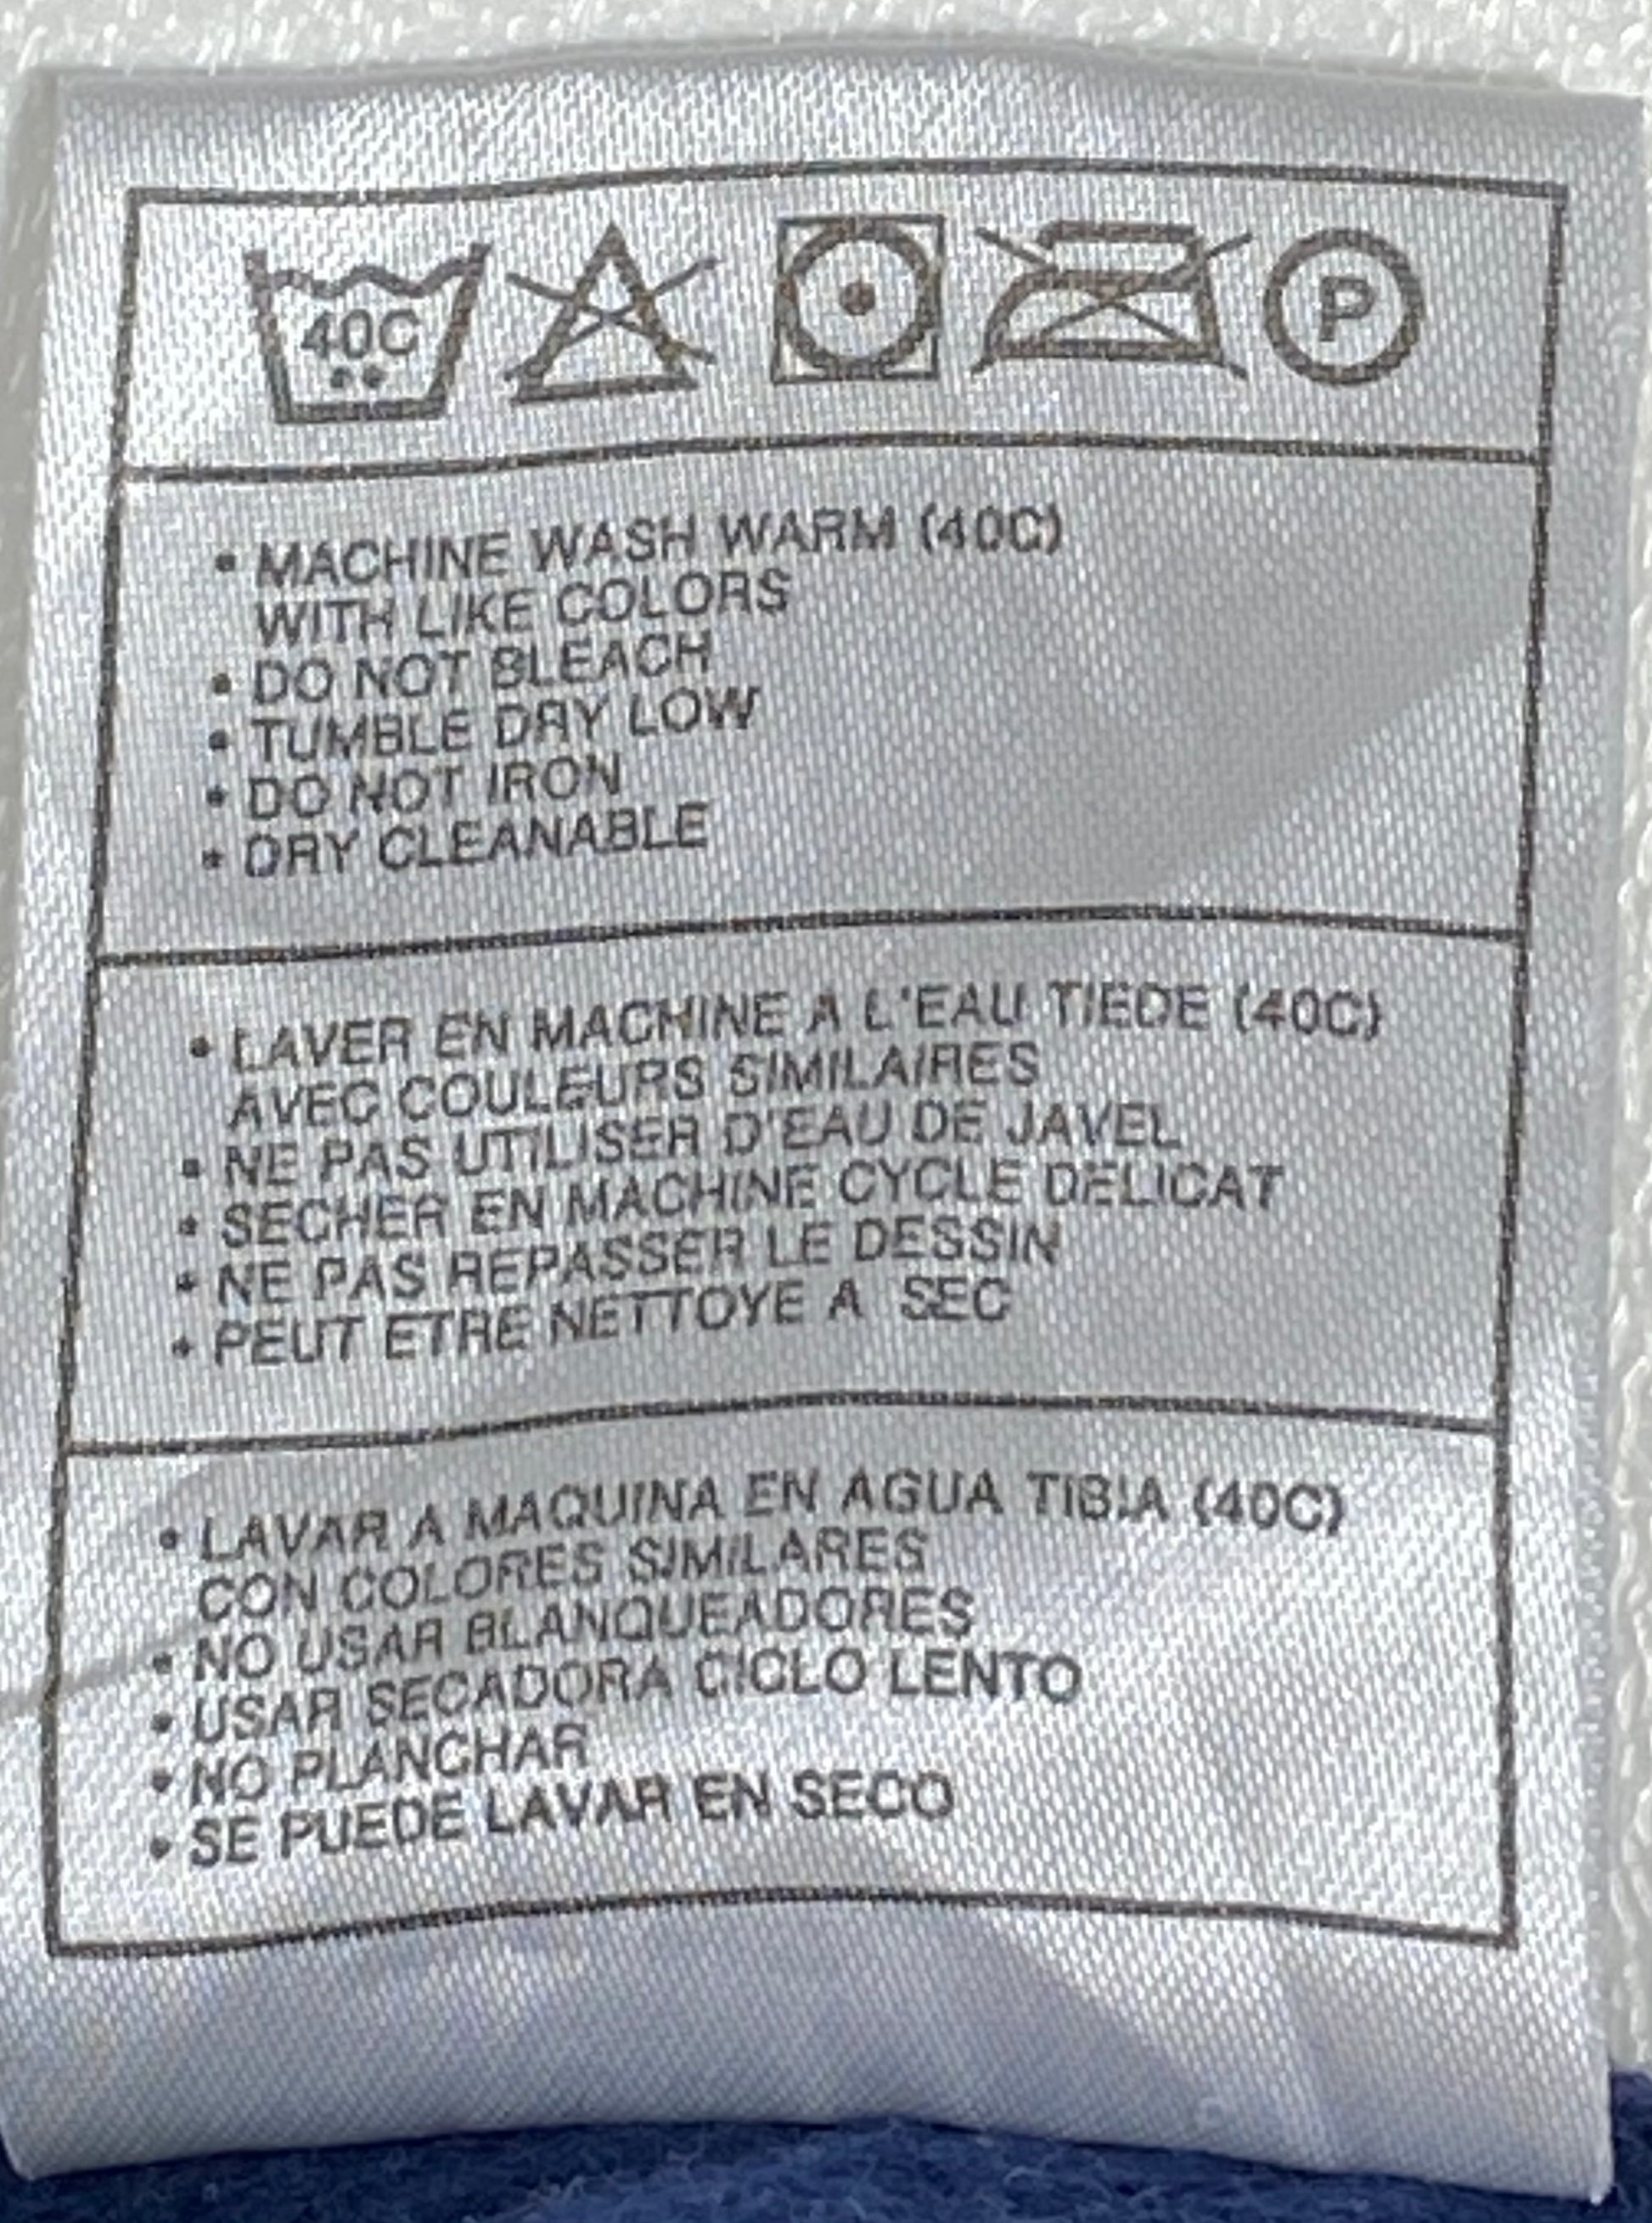 40C
P
• MACHINE WASH WARM (40C)
WITH LIKE COLORS
• DO NOT BLEACH
• TUMBLE DRY LOW
• DO NOT IRON
• DRY CLEANABLE
• LAVER EN MACHINE A L'EAU TIEDE (40C)
AVEC COULEURS SIMILAIRES
• NE PAS UTILISER D'EAU DE JAVEL
• SECHER EN MACHINE CYCLE DELICAT
• NE PAS REPASSER LE DESSIN
• PEUT ETRE NETTOYE A SEC
• LAVAR A MAQUINA EN AGUA TIBIA (40C)
CON COLORES SIMILARES
• NO USAR BLANQUEADORES
• USAR SECADORA CICLO LENTO
• NO PLANCHAR
• SE PUEDE LAVAR EN SECO